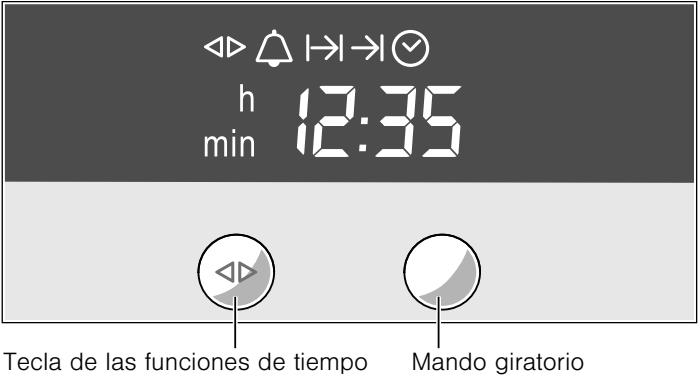 h
min
12:35
Tecla de las funciones de tiempo
Mando giratorio